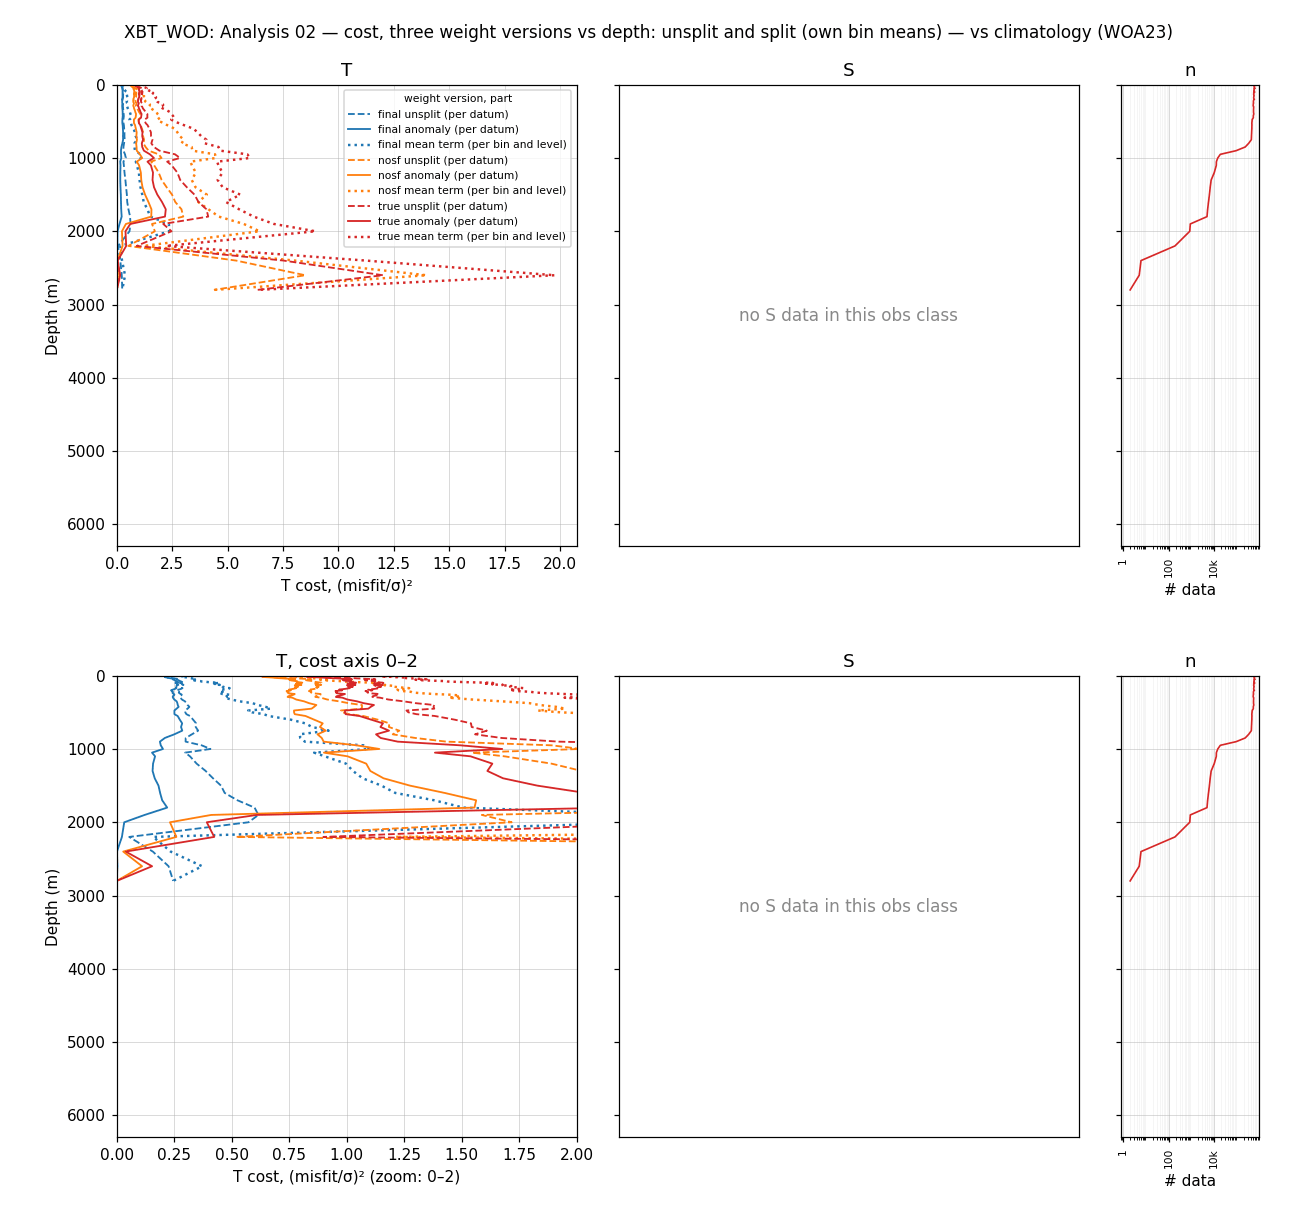 XBT_WOD: Analysis 02 — cost, three weight versions vs depth: unsplit and split (own bin means) — vs climatology (WOA23)
T
S
n
weight version, part
final unsplit (per datum)
final anomaly (per datum)
final mean term (per bin and level)
nosf unsplit (per datum)
nosf anomaly (per datum)
nosf mean term (per bin and level)
true unsplit (per datum)
true anomaly (per datum)
true mean term (per bin and level)
0
1000
2000
3000
4000
5000
6000
Depth (m)
0.0 2.5 5.0 7.5 10.0 12.5 15.0 17.5 20.0
T cost, (misfit/σ)²
no S data in this obs class
1 100 10k
# data
T, cost axis 0–2
S
n
0
1000
2000
3000
4000
5000
6000
Depth (m)
0.00 0.25 0.50 0.75 1.00 1.25 1.50 1.75 2.00
T cost, (misfit/σ)² (zoom: 0–2)
no S data in this obs class
1 100 10k
# data